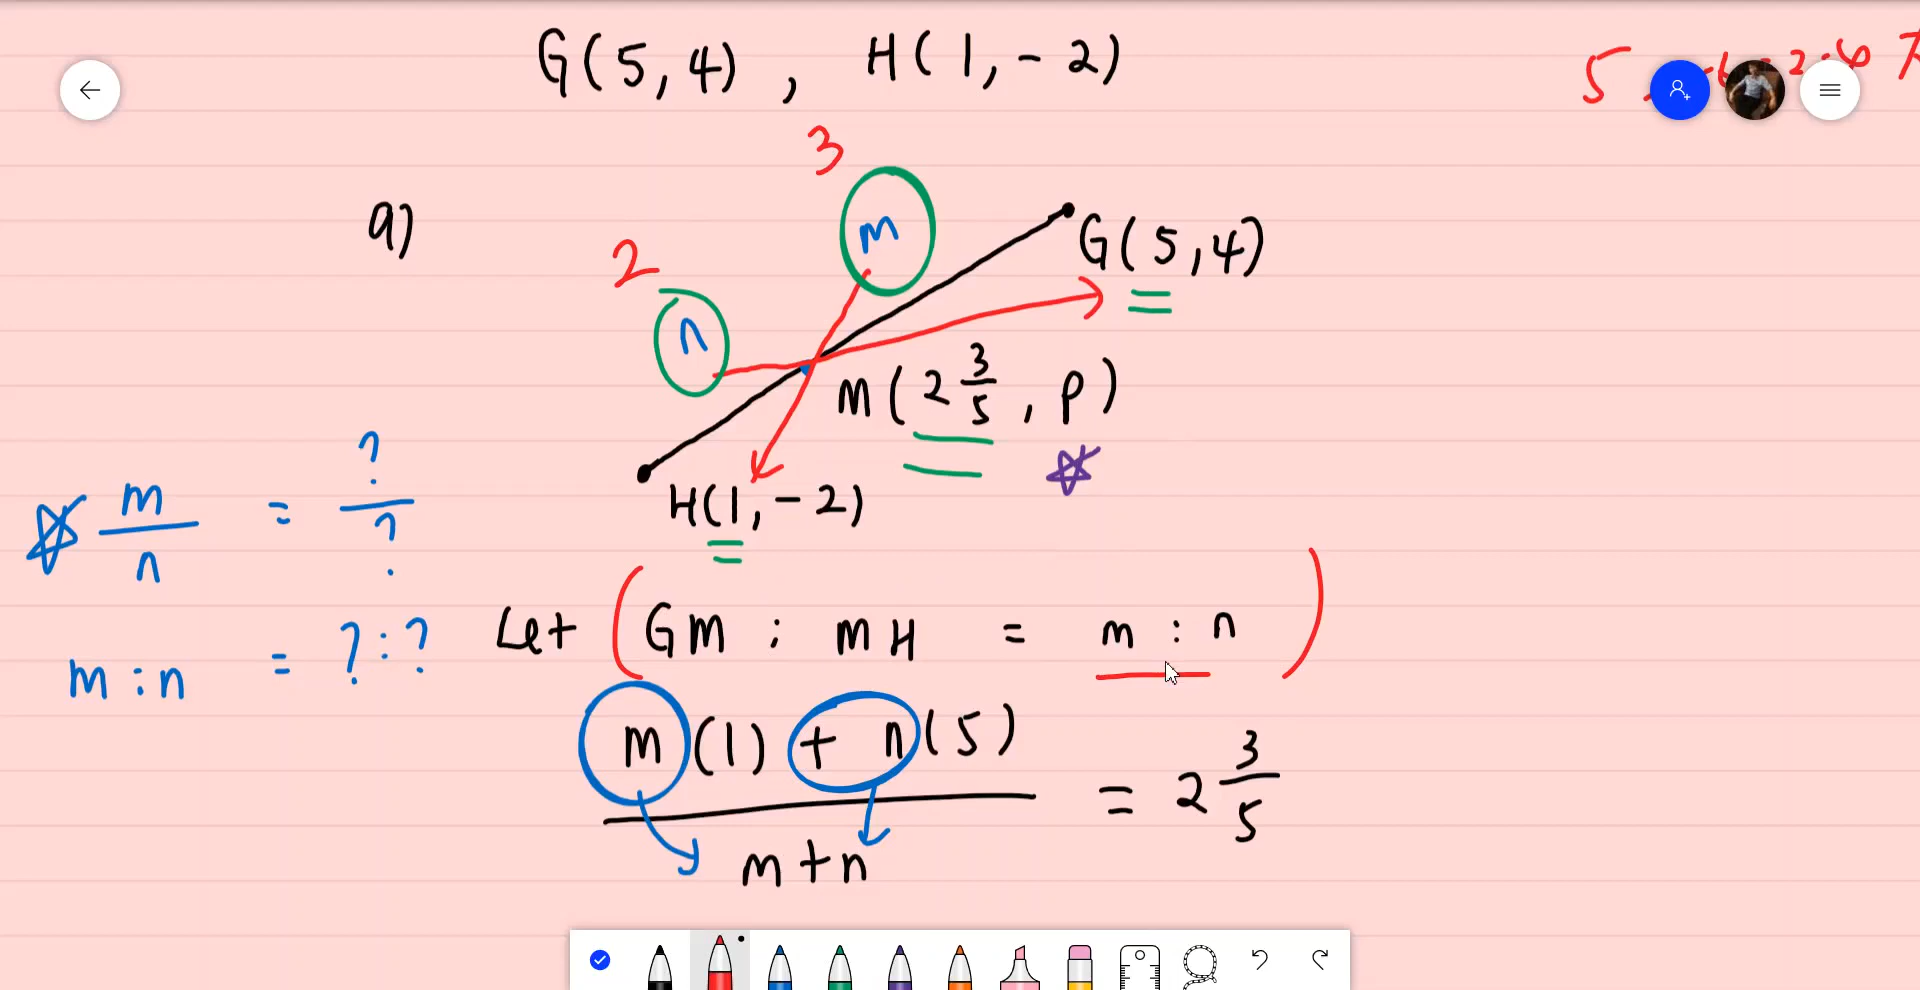 G(5,4) , H(1,-2)
5
3
a)
m
G(5,4)
2
n
M(2 3/5, p)
H(1,-2)
m/n = ?/?
Let (GM : MH = m : n)
m : n = ? : ?
m(1) + n(5) / m+n = 2 3/5